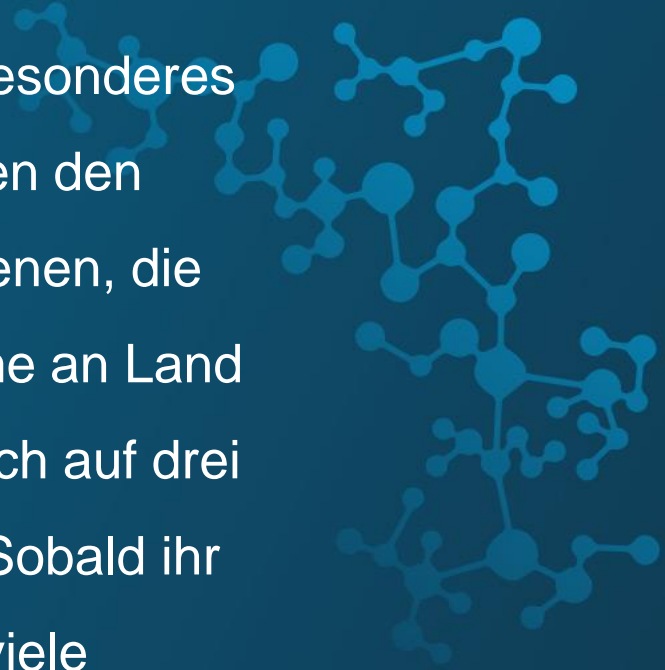 esonderes
en den
enen, die
ne an Land
ch auf drei
Sobald ihr
viele